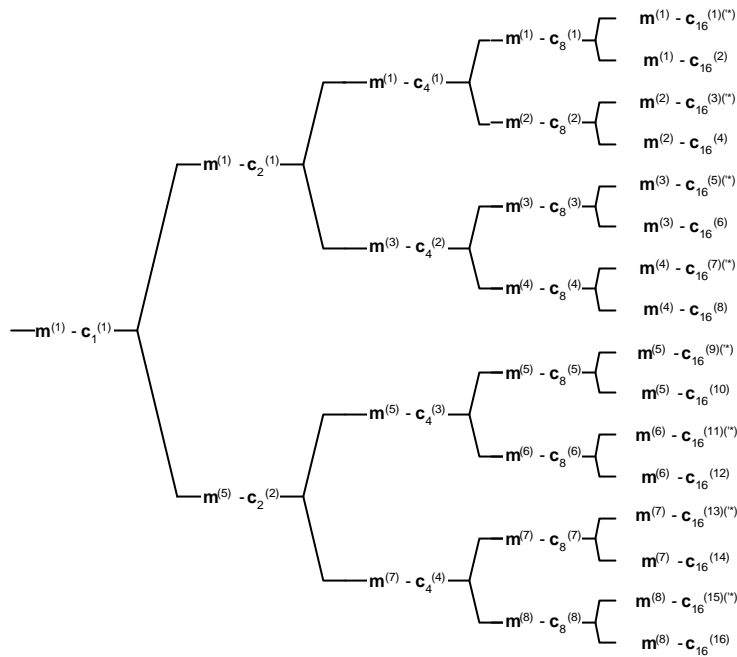 m(1) - c16(1)('*)
m(1) - c8(1)
m(1) - c16(2)
m(1) - c4(1)
m(2) - c16(3)('*)
m(2) - c8(2)
m(2) - c16(4)
m(1) - c2(1)
m(3) - c16(5)('*)
m(3) - c8(3)
m(3) - c16(6)
m(3) - c4(2)
m(4) - c16(7)('*)
m(4) - c8(4)
m(4) - c16(8)
m(1) - c1(1)
m(5) - c16(9)('*)
m(5) - c8(5)
m(5) - c16(10)
m(5) - c4(3)
m(6) - c16(11)('*)
m(6) - c8(6)
m(6) - c16(12)
m(5) - c2(2)
m(7) - c16(13)('*)
m(7) - c8(7)
m(7) - c16(14)
m(7) - c4(4)
m(8) - c16(15)('*)
m(8) - c8(8)
m(8) - c16(16)